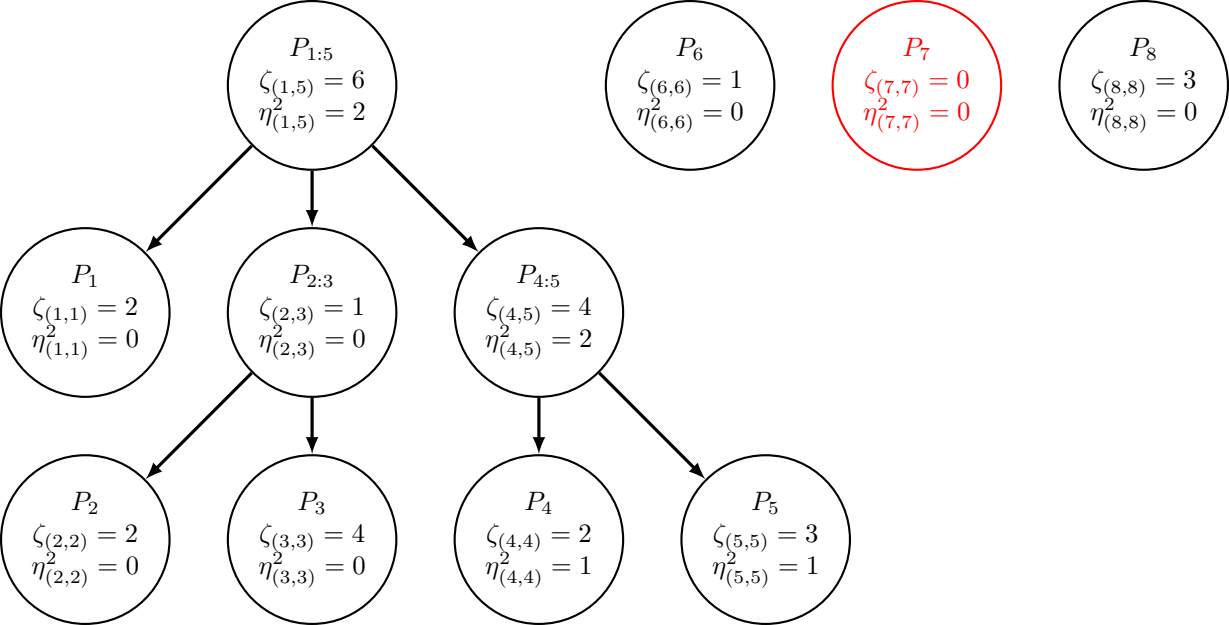 P_{1:5}
ζ_{(1,5)} = 6
η^2_{(1,5)} = 2
P_6
ζ_{(6,6)} = 1
η^2_{(6,6)} = 0
P_7
ζ_{(7,7)} = 0
η^2_{(7,7)} = 0
P_8
ζ_{(8,8)} = 3
η^2_{(8,8)} = 0
P_1
ζ_{(1,1)} = 2
η^2_{(1,1)} = 0
P_{2:3}
ζ_{(2,3)} = 1
η^2_{(2,3)} = 0
P_{4:5}
ζ_{(4,5)} = 4
η^2_{(4,5)} = 2
P_2
ζ_{(2,2)} = 2
η^2_{(2,2)} = 0
P_3
ζ_{(3,3)} = 4
η^2_{(3,3)} = 0
P_4
ζ_{(4,4)} = 2
η^2_{(4,4)} = 1
P_5
ζ_{(5,5)} = 3
η^2_{(5,5)} = 1